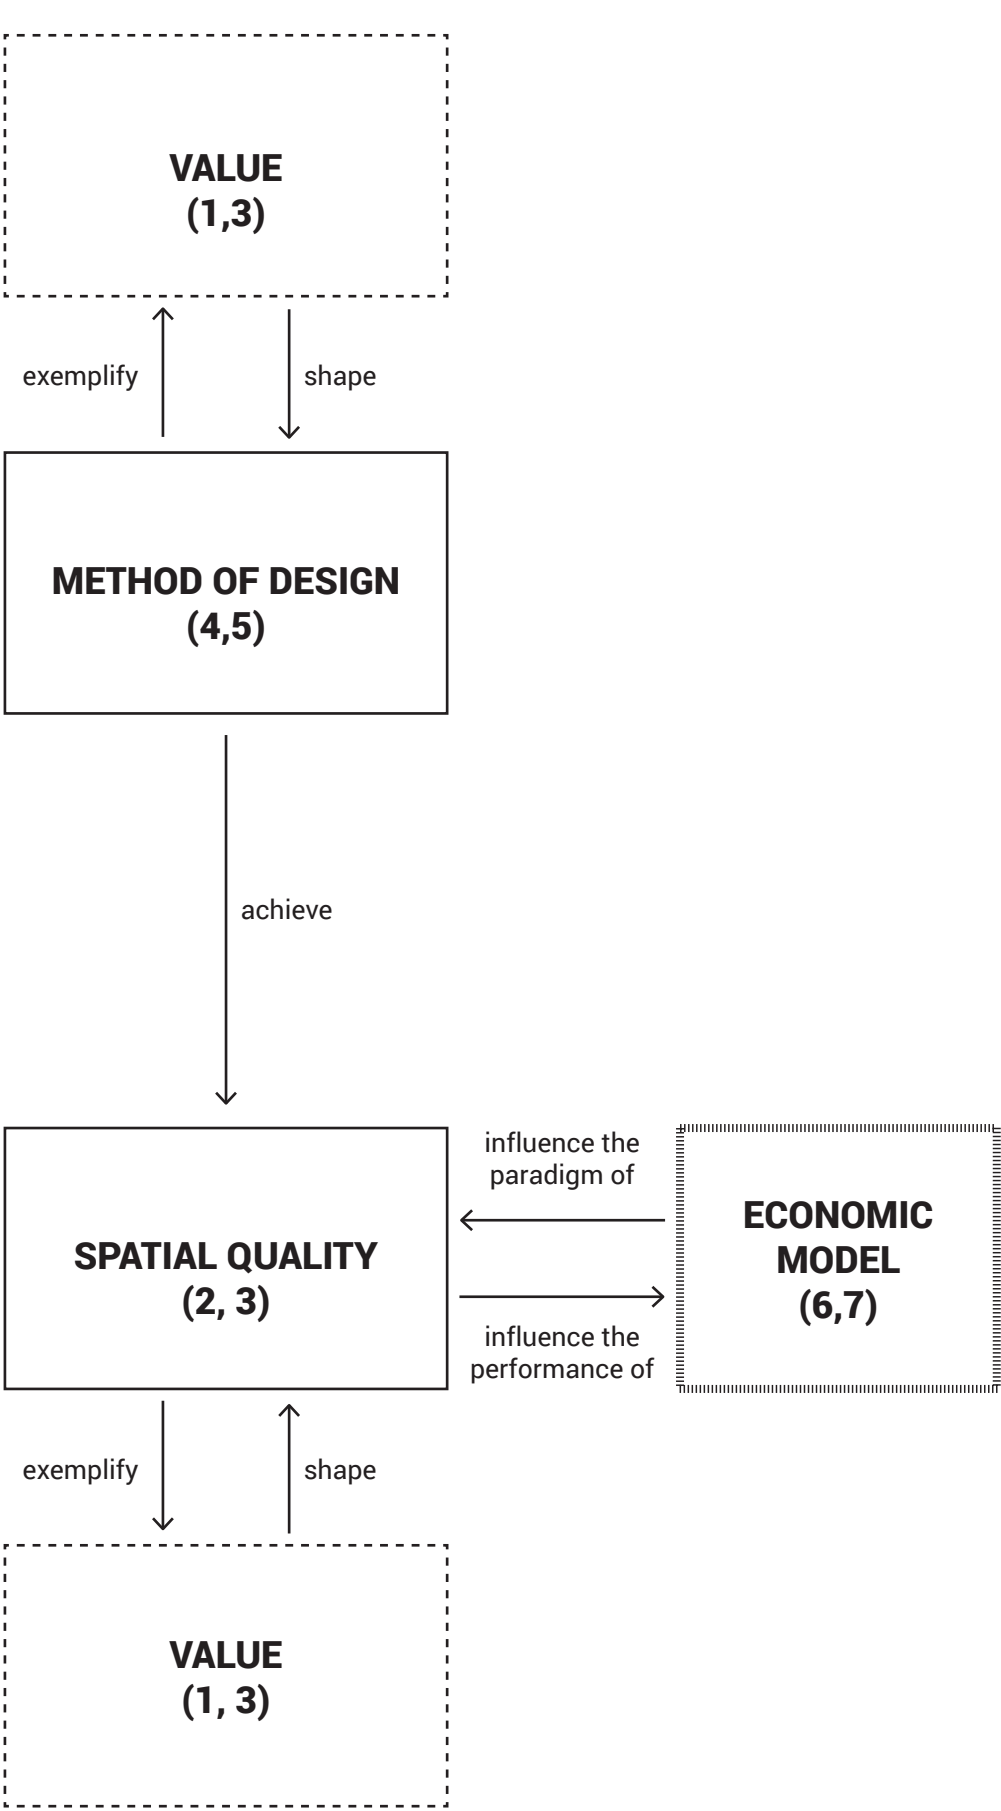 VALUE
(1,3)
exemplify
shape
METHOD OF DESIGN
(4,5)
achieve
influence the
paradigm of
SPATIAL QUALITY
(2, 3)
ECONOMIC
MODEL
(6,7)
influence the
performance of
exemplify
shape
VALUE
(1, 3)